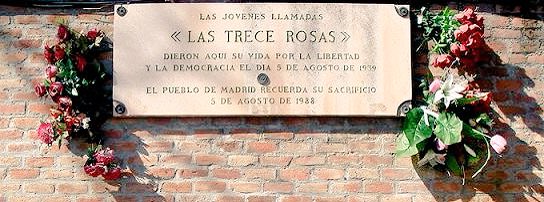 LAS JOVENES LLAMADAS
«LAS TRECE ROSAS»
DIERON AQUI SU VIDA POR LA LIBERTAD
Y LA DEMOCRACIA EL DIA 5 DE AGOSTO DE 1939
EL PUEBLO DE MADRID RECUERDA SU SACRIFICIO
5 DE AGOSTO DE 1988